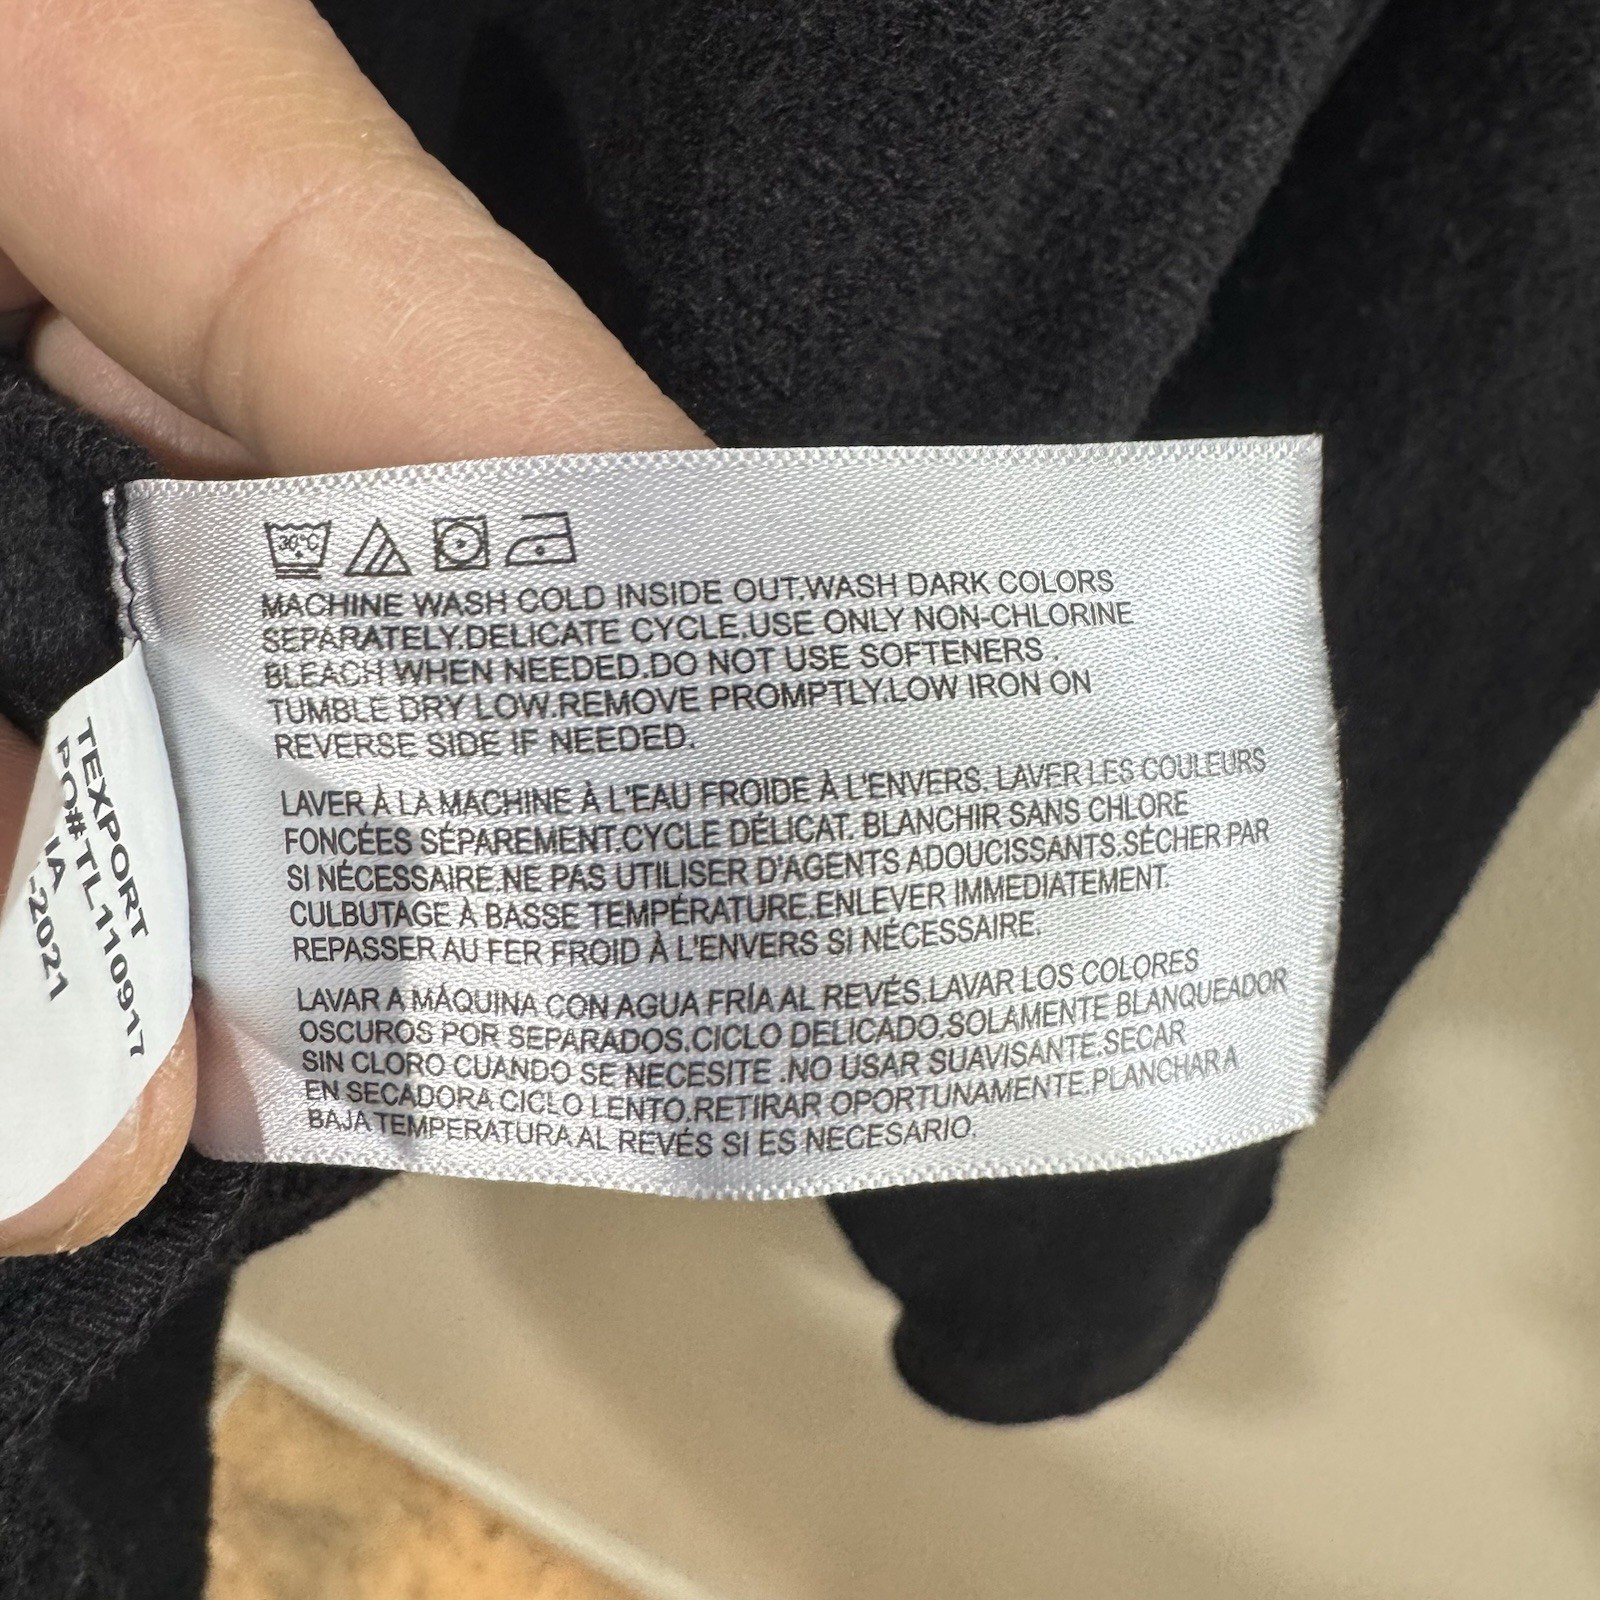 30°C
MACHINE WASH COLD INSIDE OUT.WASH DARK COLORS
SEPARATELY.DELICATE CYCLE.USE ONLY NON-CHLORINE
BLEACH WHEN NEEDED.DO NOT USE SOFTENERS .
TUMBLE DRY LOW.REMOVE PROMPTLY.LOW IRON ON
REVERSE SIDE IF NEEDED.
LAVER À LA MACHINE À L'EAU FROIDE À L'ENVERS. LAVER LES COULEURS
FONCÉES SÉPAREMENT.CYCLE DÉLICAT. BLANCHIR SANS CHLORE
SI NÉCESSAIRE.NE PAS UTILISER D'AGENTS ADOUCISSANTS.SÉCHER PAR
CULBUTAGE À BASSE TEMPÉRATURE.ENLEVER IMMEDIATEMENT.
REPASSER AU FER FROID À L'ENVERS SI NÉCESSAIRE.
LAVAR A MÁQUINA CON AGUA FRÍA AL REVÉS.LAVAR LOS COLORES
OSCUROS POR SEPARADOS.CICLO DELICADO.SOLAMENTE BLANQUEADOR
SIN CLORO CUANDO SE NECESITE .NO USAR SUAVISANTE.SECAR
EN SECADORA CICLO LENTO.RETIRAR OPORTUNAMENTE.PLANCHAR A
BAJA TEMPERATURA AL REVÉS SI ES NECESARIO.
TEXPORT
PO#TL110917
IA
-2021